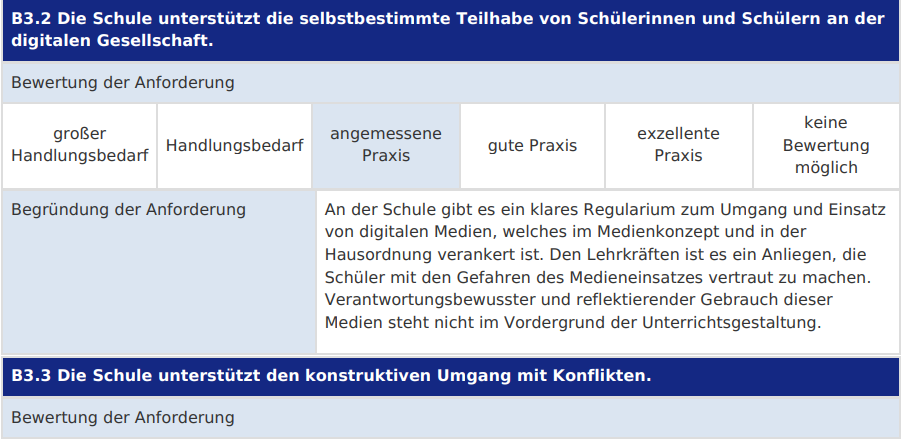 B3.2 Die Schule unterstützt die selbstbestimmte Teilhabe von Schülerinnen und Schülern an der
digitalen Gesellschaft.
Bewertung der Anforderung
großer
Handlungsbedarf
Handlungsbedarf
angemessene
Praxis
gute Praxis
exzellente
Praxis
keine
Bewertung
möglich
Begründung der Anforderung
An der Schule gibt es ein klares Regularium zum Umgang und Einsatz
von digitalen Medien, welches im Medienkonzept und in der
Hausordnung verankert ist. Den Lehrkräften ist es ein Anliegen, die
Schüler mit den Gefahren des Medieneinsatzes vertraut zu machen.
Verantwortungsbewusster und reflektierender Gebrauch dieser
Medien steht nicht im Vordergrund der Unterrichtsgestaltung.
B3.3 Die Schule unterstützt den konstruktiven Umgang mit Konflikten.
Bewertung der Anforderung